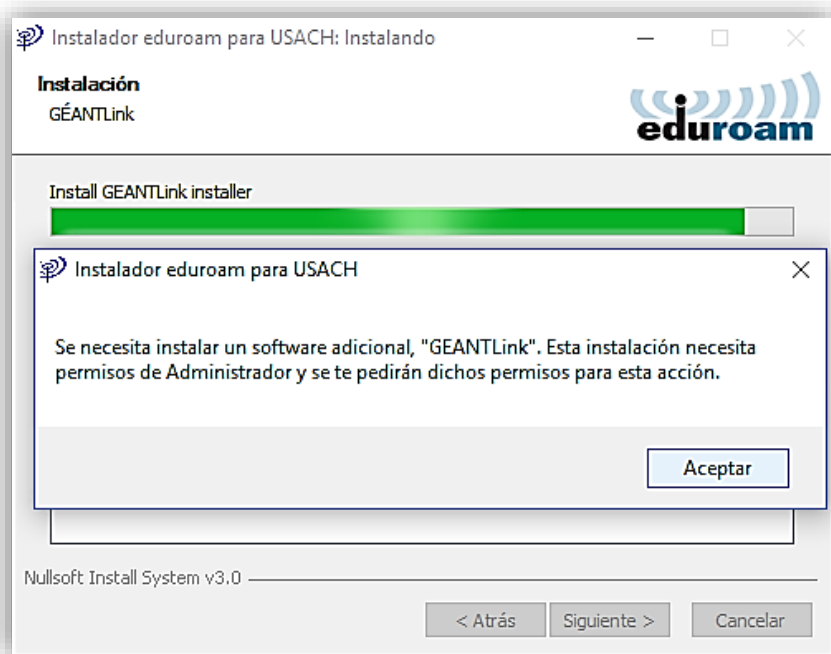 Instalador eduroam para USACH: Instalando
Instalación
GÉANTLink
eduroam
Install GEANTLink installer
Instalador eduroam para USACH
Se necesita instalar un software adicional, "GEANTLink". Esta instalación necesita
permisos de Administrador y se te pedirán dichos permisos para esta acción.
Aceptar
Nullsoft Install System v3.0
< Atrás
Siguiente >
Cancelar